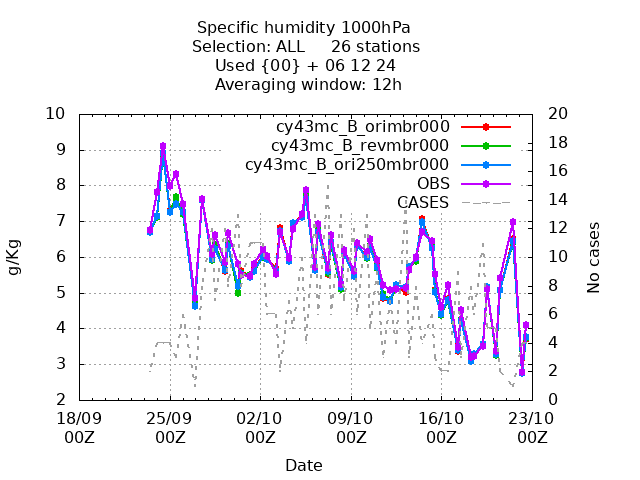 Specific humidity 1000hPa
Selection: ALL 26 stations
Used {00} + 06 12 24
Averaging window: 12h
cy43mc_B_orimbr000
cy43mc_B_revmbr000
cy43mc_B_ori250mbr000
OBS
CASES
g/Kg
10
9
8
7
6
5
4
3
2
No cases
20
18
16
14
12
10
8
6
4
2
0
18/09 25/09 02/10 09/10 16/10 23/10
00Z 00Z 00Z 00Z 00Z 00Z
Date